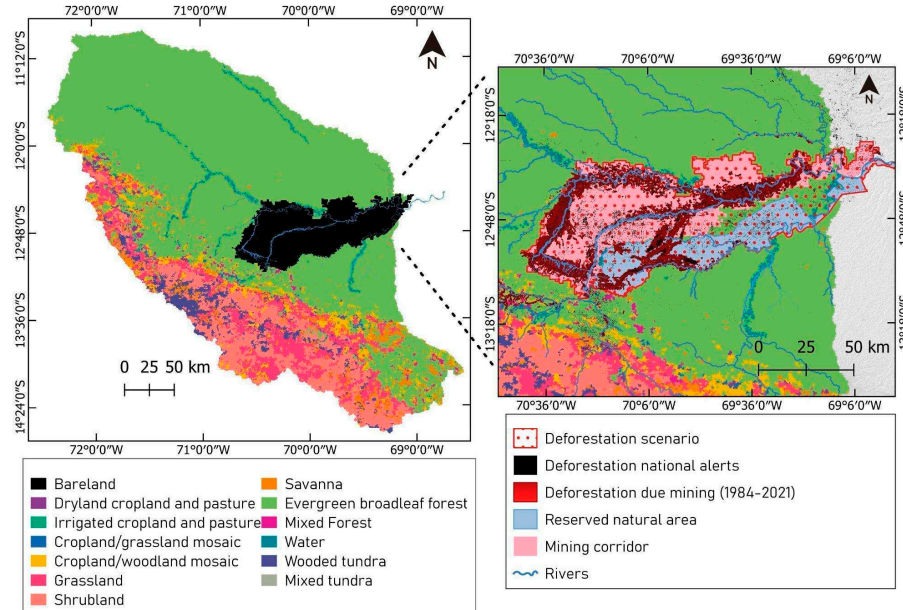 72°0'0"W 71°0'0"W 70°0'0"W 69°0'0"W
11°12'0"S
12°0'0"S
12°48'0"S
13°36'0"S
14°24'0"S
N
0 25 50 km
72°0'0"W 71°0'0"W 70°0'0"W 69°0'0"W
70°36'0"W 70°6'0"W 69°36'0"W 69°6'0"W
12°18'0"S
12°48'0"S
13°18'0"S
N
0 25 50 km
12°48'0"S
70°36'0"W 70°6'0"W 69°36'0"W 69°6'0"W
Bareland
Dryland cropland and pasture
Irrigated cropland and pasture
Cropland/grassland mosaic
Cropland/woodland mosaic
Grassland
Shrubland
Savanna
Evergreen broadleaf forest
Mixed Forest
Water
Wooded tundra
Mixed tundra
Deforestation scenario
Deforestation national alerts
Deforestation due mining (1984-2021)
Reserved natural area
Mining corridor
Rivers